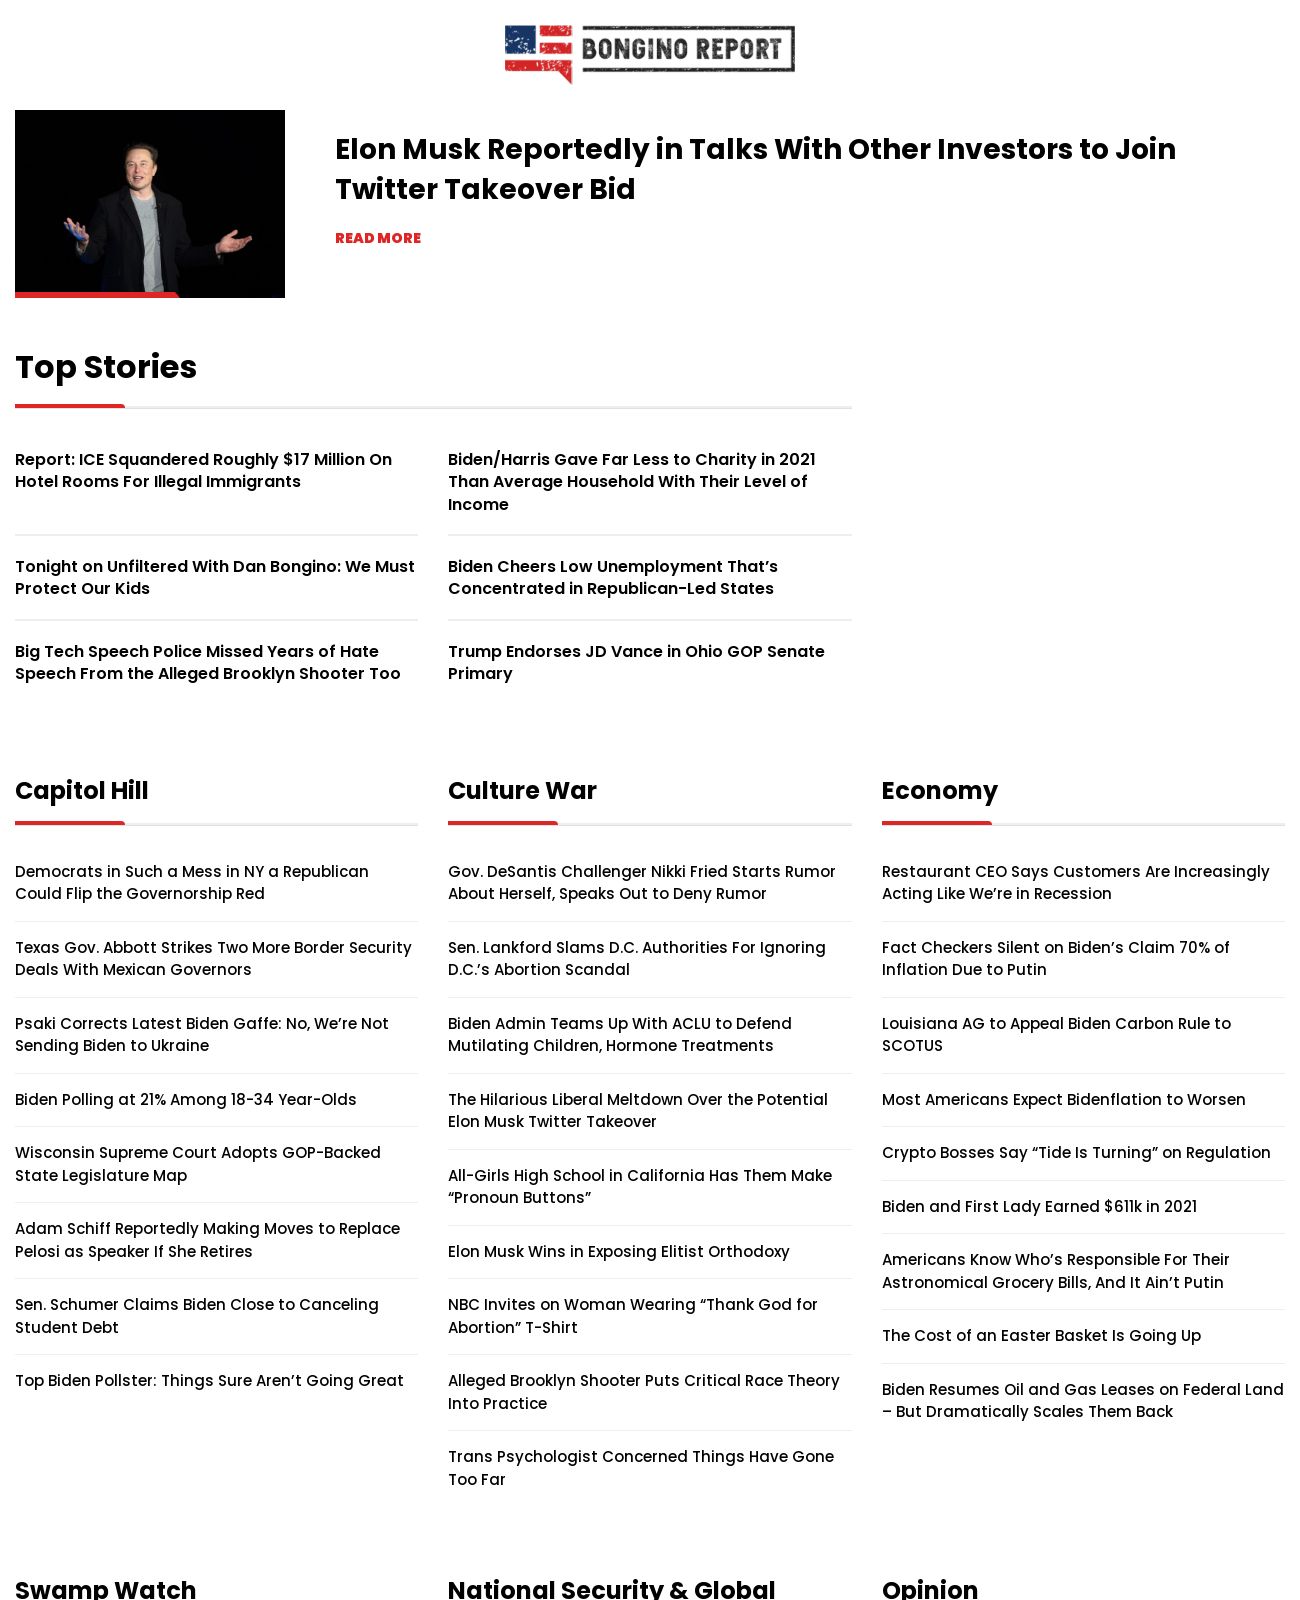 BONGINO REPORT
Elon Musk Reportedly in Talks With Other Investors to Join
Twitter Takeover Bid
READ MORE
Top Stories
Report: ICE Squandered Roughly $17 Million On
Hotel Rooms For Illegal Immigrants
Biden/Harris Gave Far Less to Charity in 2021
Than Average Household With Their Level of
Income
Tonight on Unfiltered With Dan Bongino: We Must
Protect Our Kids
Biden Cheers Low Unemployment That’s
Concentrated in Republican-Led States
Big Tech Speech Police Missed Years of Hate
Speech From the Alleged Brooklyn Shooter Too
Trump Endorses JD Vance in Ohio GOP Senate
Primary
Capitol Hill
Democrats in Such a Mess in NY a Republican
Could Flip the Governorship Red
Texas Gov. Abbott Strikes Two More Border Security
Deals With Mexican Governors
Psaki Corrects Latest Biden Gaffe: No, We’re Not
Sending Biden to Ukraine
Biden Polling at 21% Among 18-34 Year-Olds
Wisconsin Supreme Court Adopts GOP-Backed
State Legislature Map
Adam Schiff Reportedly Making Moves to Replace
Pelosi as Speaker If She Retires
Sen. Schumer Claims Biden Close to Canceling
Student Debt
Top Biden Pollster: Things Sure Aren’t Going Great
Culture War
Gov. DeSantis Challenger Nikki Fried Starts Rumor
About Herself, Speaks Out to Deny Rumor
Sen. Lankford Slams D.C. Authorities For Ignoring
D.C.’s Abortion Scandal
Biden Admin Teams Up With ACLU to Defend
Mutilating Children, Hormone Treatments
The Hilarious Liberal Meltdown Over the Potential
Elon Musk Twitter Takeover
All-Girls High School in California Has Them Make
“Pronoun Buttons”
Elon Musk Wins in Exposing Elitist Orthodoxy
NBC Invites on Woman Wearing “Thank God for
Abortion” T-Shirt
Alleged Brooklyn Shooter Puts Critical Race Theory
Into Practice
Trans Psychologist Concerned Things Have Gone
Too Far
Economy
Restaurant CEO Says Customers Are Increasingly
Acting Like We’re in Recession
Fact Checkers Silent on Biden’s Claim 70% of
Inflation Due to Putin
Louisiana AG to Appeal Biden Carbon Rule to
SCOTUS
Most Americans Expect Bidenflation to Worsen
Crypto Bosses Say “Tide Is Turning” on Regulation
Biden and First Lady Earned $611k in 2021
Americans Know Who’s Responsible For Their
Astronomical Grocery Bills, And It Ain’t Putin
The Cost of an Easter Basket Is Going Up
Biden Resumes Oil and Gas Leases on Federal Land
– But Dramatically Scales Them Back
Swamp Watch
National Security & Global
Opinion